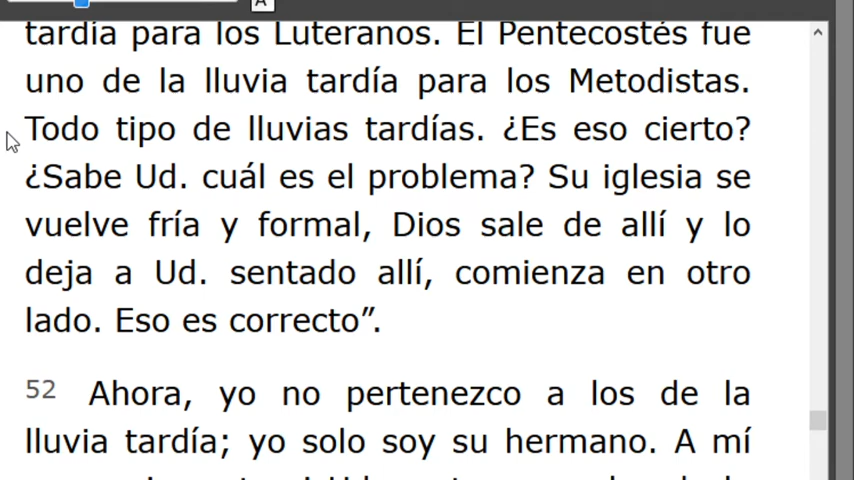 A
tardía para los Luteranos. El Pentecostés fue
uno de la lluvia tardía para los Metodistas.
Todo tipo de lluvias tardías. ¿Es eso cierto?
¿Sabe Ud. cuál es el problema? Su iglesia se
vuelve fría y formal, Dios sale de allí y lo
deja a Ud. sentado allí, comienza en otro
lado. Eso es correcto”.
52 Ahora, yo no pertenezco a los de la
lluvia tardía; yo solo soy su hermano. A mí